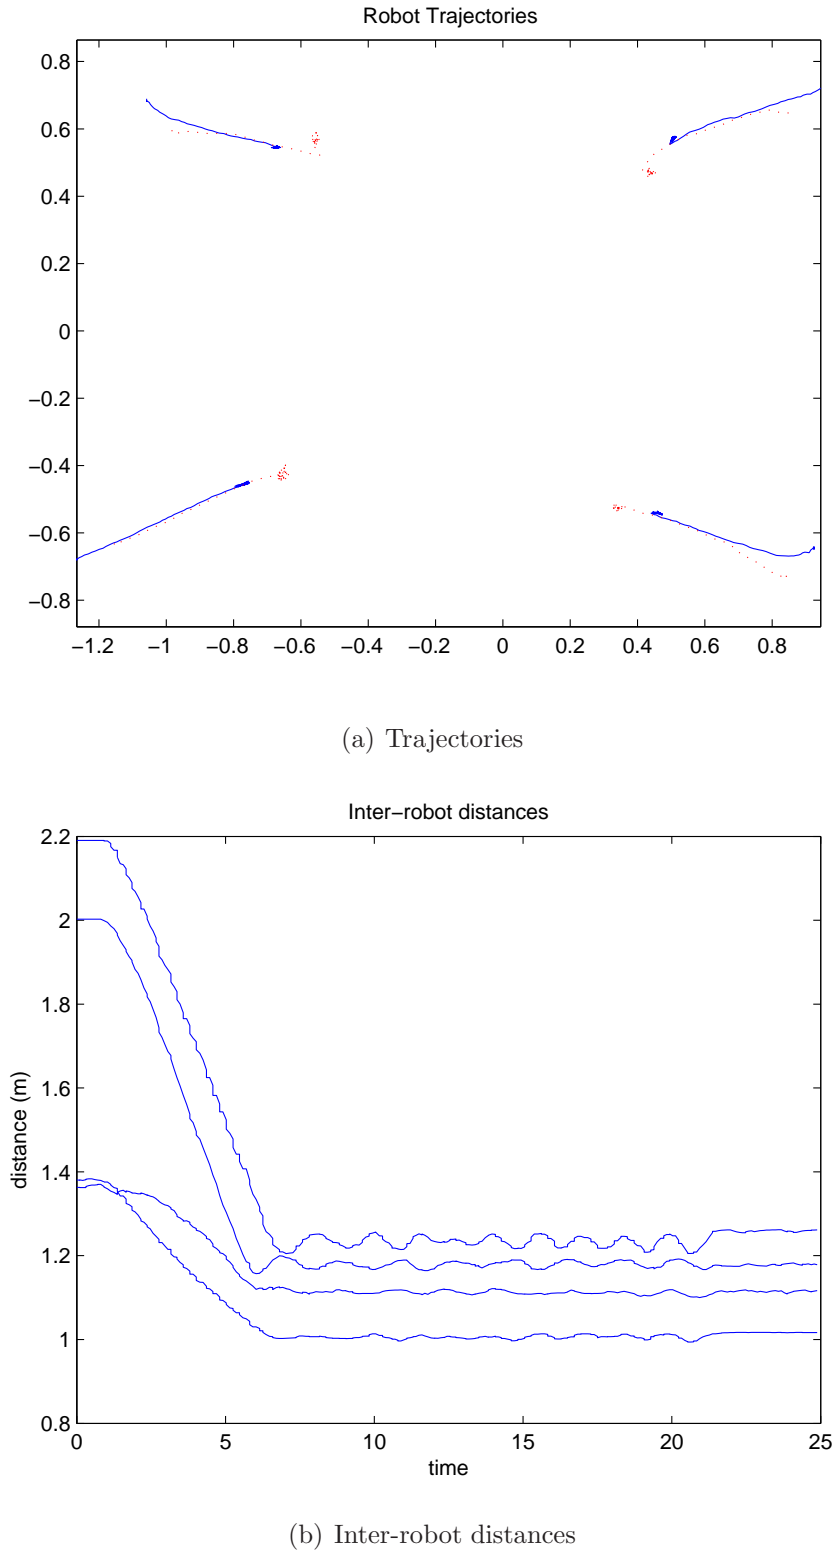 Robot Trajectories
0.8
0.6
0.4
0.2
0
−0.2
−0.4
−0.6
−0.8
−1.2 −1 −0.8 −0.6 −0.4 −0.2 0 0.2 0.4 0.6 0.8
(a) Trajectories
Inter−robot distances
2.2
2
1.8
1.6
1.4
1.2
1
0.8
distance (m)
0 5 10 15 20 25
time
(b) Inter-robot distances